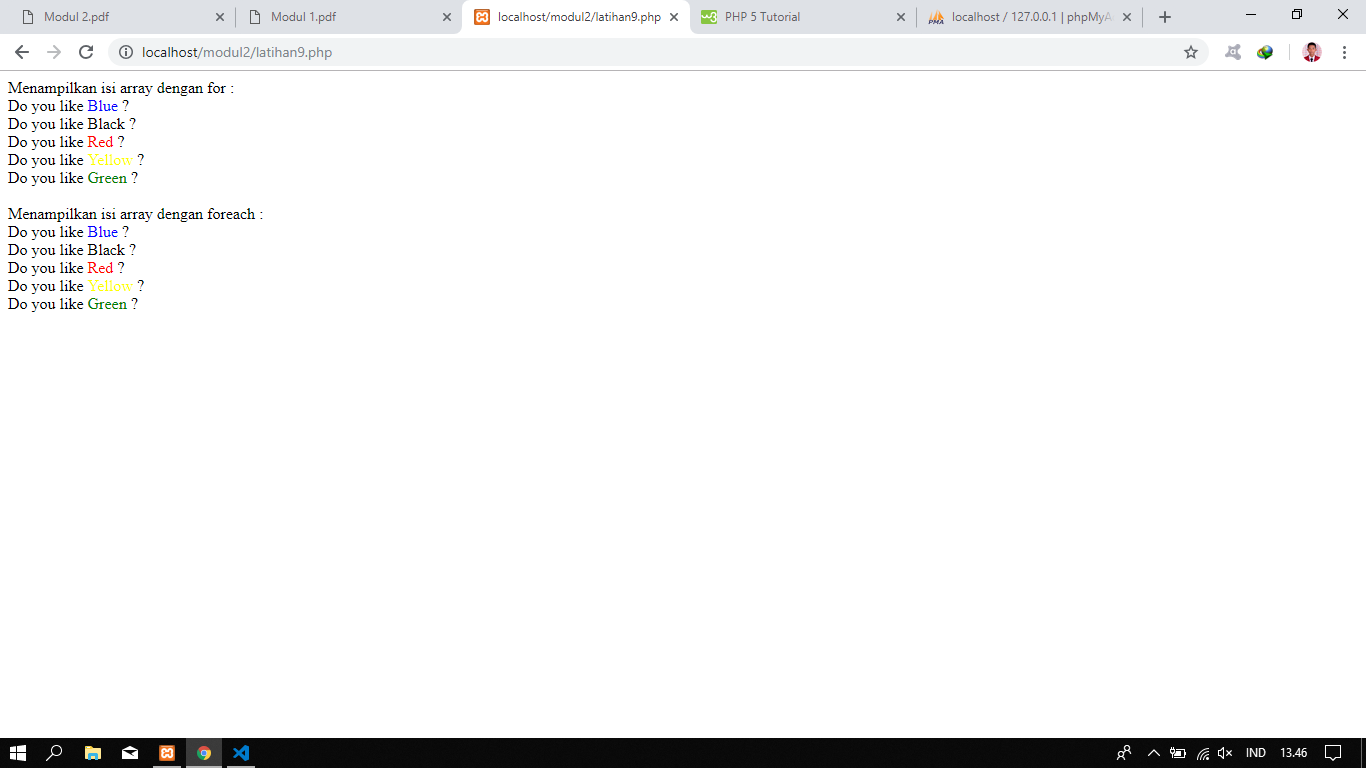 Modul 2.pdf
Modul 1.pdf
localhost/modul2/latihan9.php
PHP 5 Tutorial
localhost / 127.0.0.1 | phpMyA
localhost/modul2/latihan9.php
Menampilkan isi array dengan for :
Do you like Blue ?
Do you like Black ?
Do you like Red ?
Do you like Yellow ?
Do you like Green ?
Menampilkan isi array dengan foreach :
Do you like Blue ?
Do you like Black ?
Do you like Red ?
Do you like Yellow ?
Do you like Green ?
IND
13.46